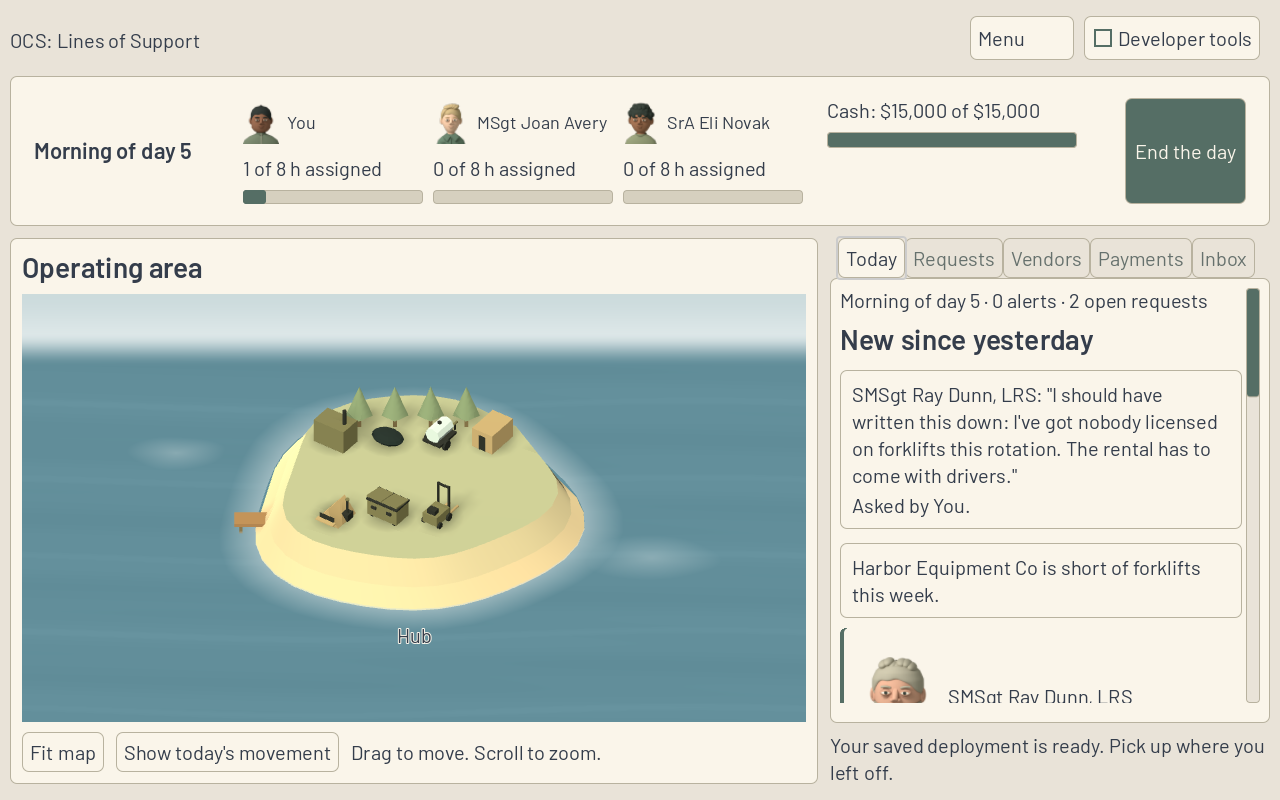 OCS: Lines of Support
Menu
Developer tools
Morning of day 5
You
1 of 8 h assigned
MSgt Joan Avery
0 of 8 h assigned
SrA Eli Novak
0 of 8 h assigned
Cash: $15,000 of $15,000
End the day
Operating area
Hub
Fit map
Show today's movement
Drag to move. Scroll to zoom.
Today
Requests
Vendors
Payments
Inbox
Morning of day 5 · 0 alerts · 2 open requests
New since yesterday
SMSgt Ray Dunn, LRS: "I should have
written this down: I've got nobody licensed
on forklifts this rotation. The rental has to
come with drivers."
Asked by You.
Harbor Equipment Co is short of forklifts
this week.
SMSgt Ray Dunn, LRS
Your saved deployment is ready. Pick up where you
left off.